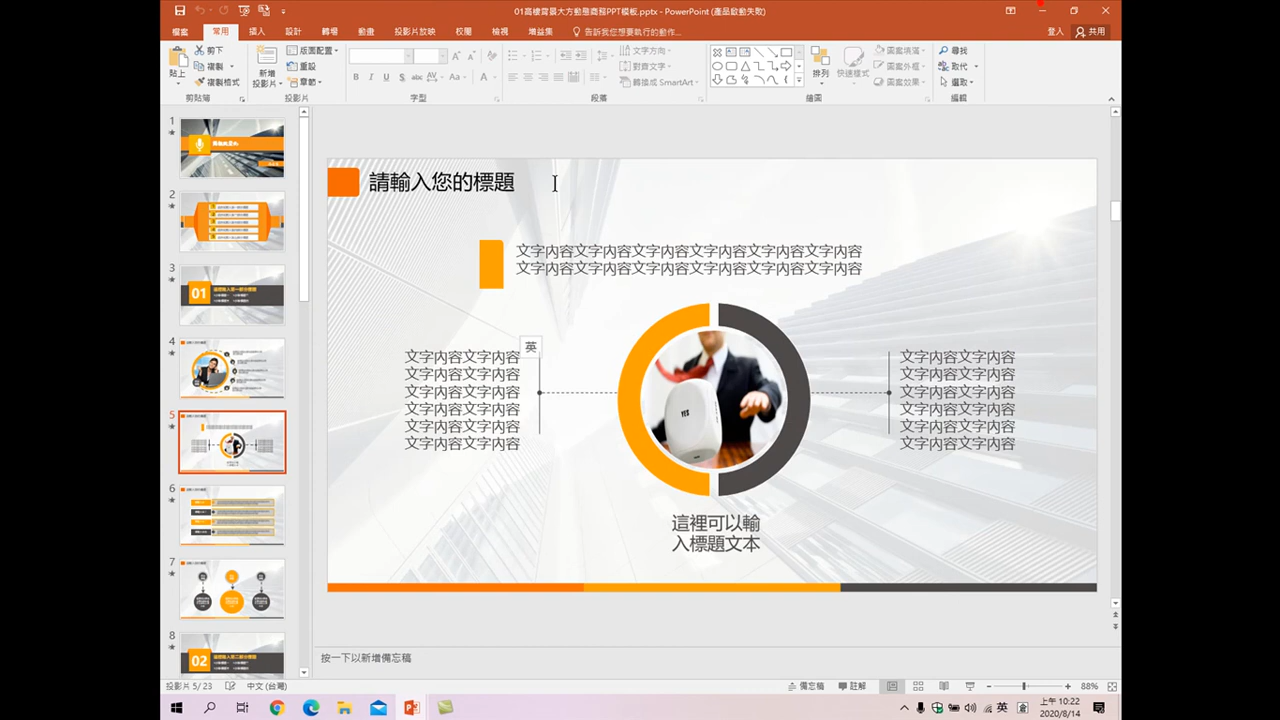 01高樓背景大方動態商務PPT模板.pptx - PowerPoint (產品啟動失敗)
檔案 常用 插入 設計 轉場 動畫 投影片放映 校閱 檢視 增益集 告訴我您想要執行的動作... 登入 共用
貼上 剪下 複製 複製格式 剪貼簿
新增投影片 版面配置 重設 章節 投影片
B I U S abc AV Aa A 字型
文字方向 對齊文字 轉換成 SmartArt 段落
排列 快速樣式 圖案填滿 圖案外框 圖案效果 繪圖
尋找 取代 選取 編輯
1
2
3
01
4
5
6
7
8
02
請輸入您的標題
文字內容文字內容文字內容文字內容文字內容文字內容
文字內容文字內容文字內容文字內容文字內容文字內容
英
文字內容文字內容
文字內容文字內容
文字內容文字內容
文字內容文字內容
文字內容文字內容
文字內容文字內容
YES
文字內容文字內容
文字內容文字內容
文字內容文字內容
文字內容文字內容
文字內容文字內容
文字內容文字內容
這裡可以輸
入標題文本
按一下以新增備忘稿
投影片 5/23 中文 (台灣) 備忘稿 註解 88%
英
上午 10:22
2020/8/14